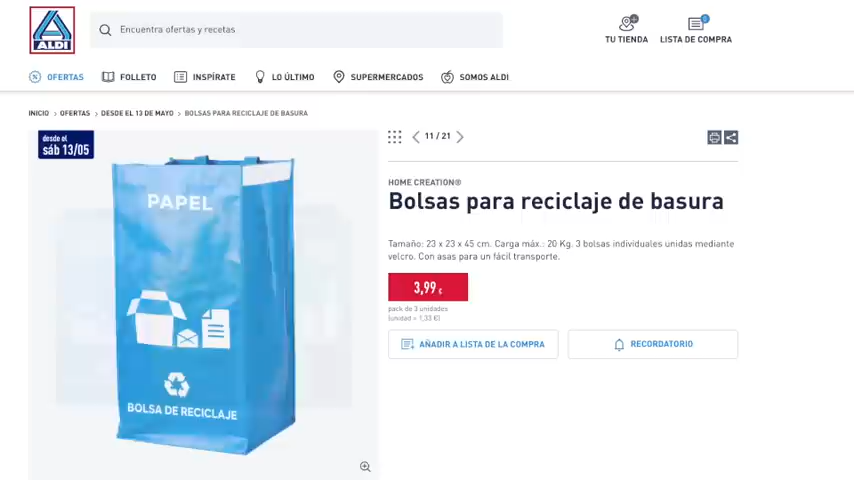 ALDI
Encuentra ofertas y recetas
TU TIENDA
LISTA DE COMPRA
OFERTAS
FOLLETO
INSPÍRATE
LO ÚLTIMO
SUPERMERCADOS
SOMOS ALDI
INICIO > OFERTAS > DESDE EL 13 DE MAYO > BOLSAS PARA RECICLAJE DE BASURA
desde el
sáb 13/05
PAPEL
BOLSA DE RECICLAJE
11 / 21
HOME CREATION®
Bolsas para reciclaje de basura
Tamaño: 23 x 23 x 45 cm. Carga máx.: 20 Kg. 3 bolsas individuales unidas mediante
velcro. Con asas para un fácil transporte.
3,99 €
pack de 3 unidades
(unidad = 1,33 €)
AÑADIR A LISTA DE LA COMPRA
RECORDATORIO